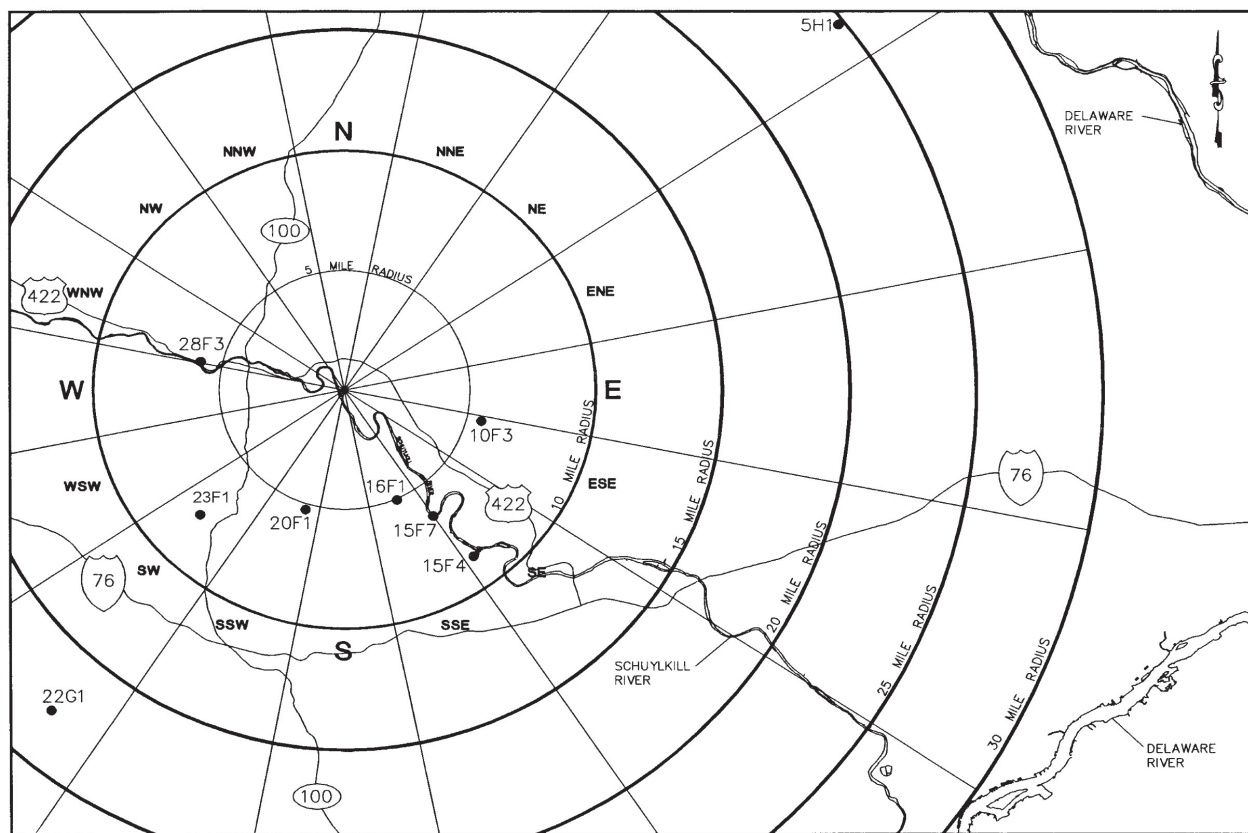 5H1
DELAWARE
RIVER
N
NNW
NNE
NW
NE
100
5 MILE RADIUS
WNW
422
ENE
28F3
W
E
10F3
10 MILE RADIUS
15 MILE RADIUS
20 MILE RADIUS
25 MILE RADIUS
30 MILE RADIUS
76
WSW
ESE
16F1
422
23F1
20F1
15F7
RIVER
15F4
76
SW
SE
SSW
SSE
S
SCHUYLKILL
RIVER
22G1
DELAWARE
RIVER
100